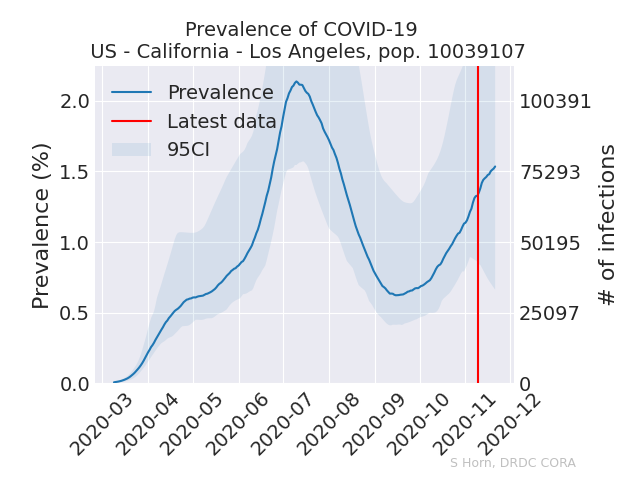 Prevalence of COVID-19
US - California - Los Angeles, pop. 10039107
Prevalence
Latest data
95CI
Prevalence (%)
2.0
1.5
1.0
0.5
0.0
100391
75293
50195
25097
0
# of infections
2020-03
2020-04
2020-05
2020-06
2020-07
2020-08
2020-09
2020-10
2020-11
2020-12
S Horn, DRDC CORA